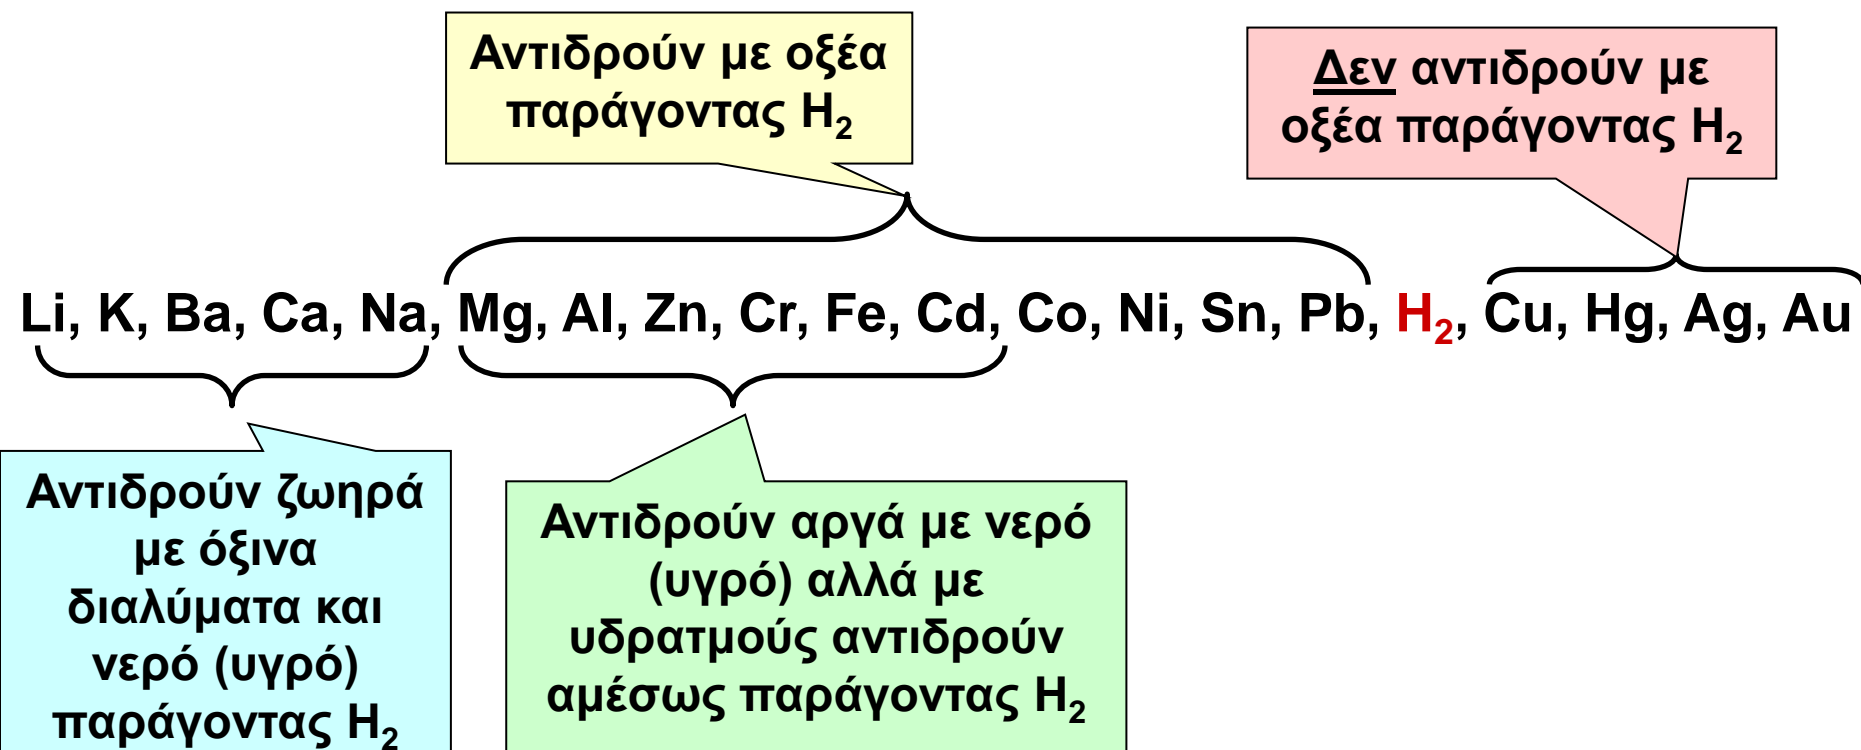 Αντιδρούν με οξέα
παράγοντας H₂
Δεν αντιδρούν με
οξέα παράγοντας H₂
Li, K, Ba, Ca, Na, Mg, Al, Zn, Cr, Fe, Cd, Co, Ni, Sn, Pb, H₂, Cu, Hg, Ag, Au
Αντιδρούν ζωηρά
με όξινα
διαλύματα και
νερό (υγρό)
παράγοντας H₂
Αντιδρούν αργά με νερό
(υγρό) αλλά με
υδρατμούς αντιδρούν
αμέσως παράγοντας H₂